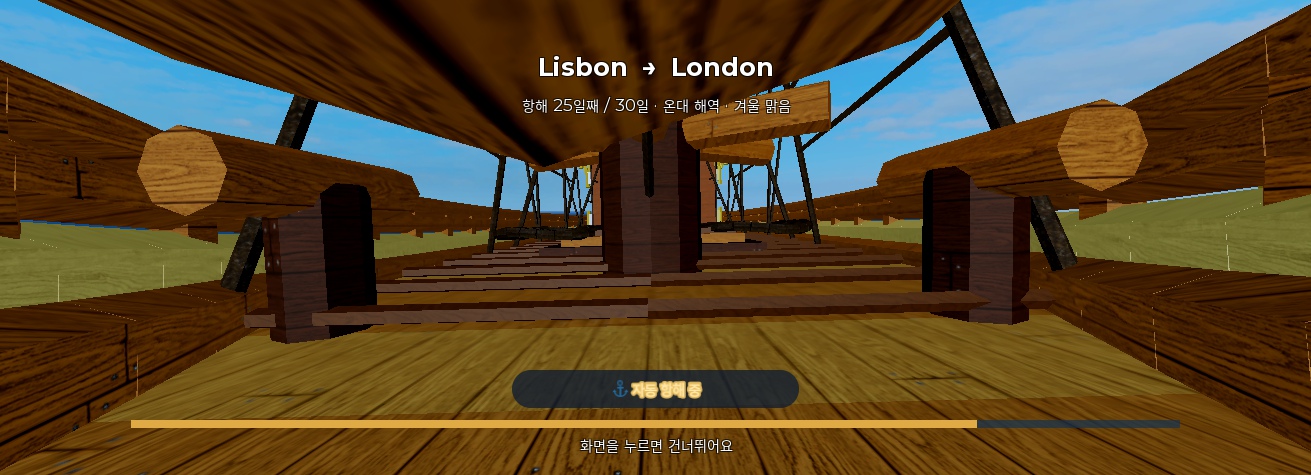 Lisbon → London
항해 25일째 / 30일 · 온대 해역 · 겨울 맑음
⚓ 자동 항해 중
화면을 누르면 건너뛰어요